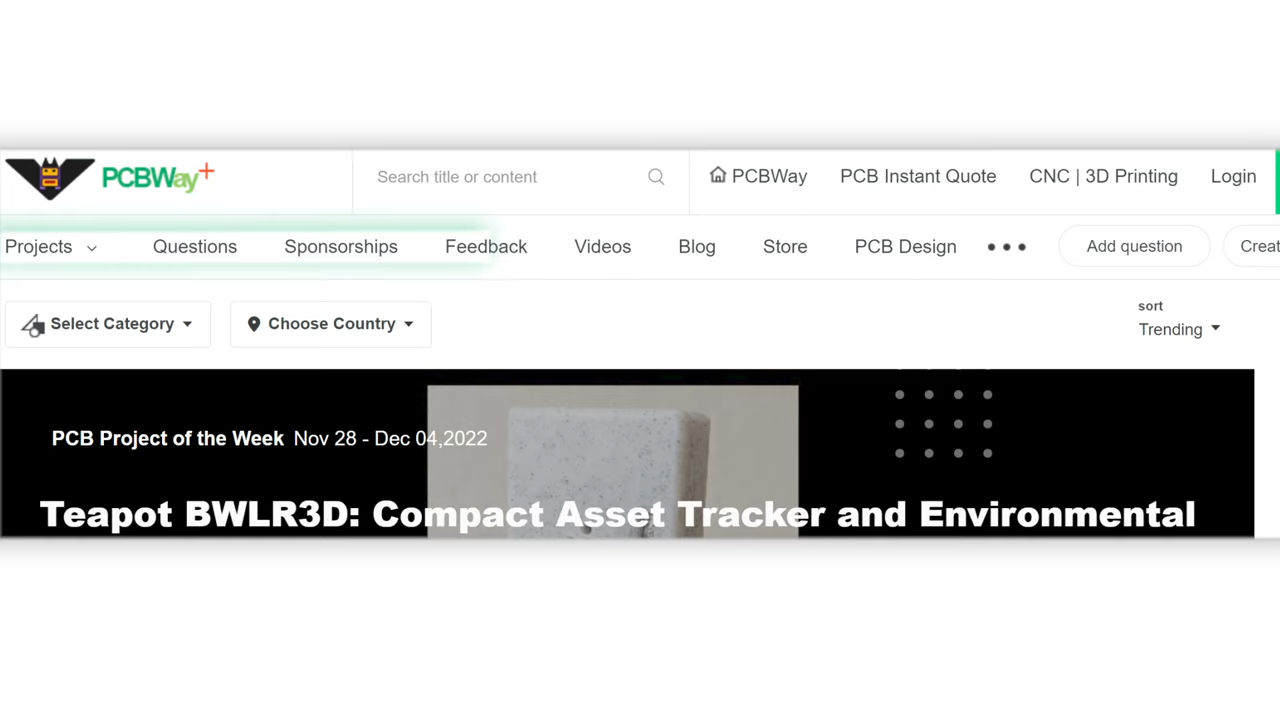 PCBWay+ Search title or content PCBWay PCB Instant Quote CNC | 3D Printing Login
Projects Questions Sponsorships Feedback Videos Blog Store PCB Design Add question
Select Category Choose Country
sort
Trending
PCB Project of the Week Nov 28 - Dec 04,2022
Teapot BWLR3D: Compact Asset Tracker and Environmental